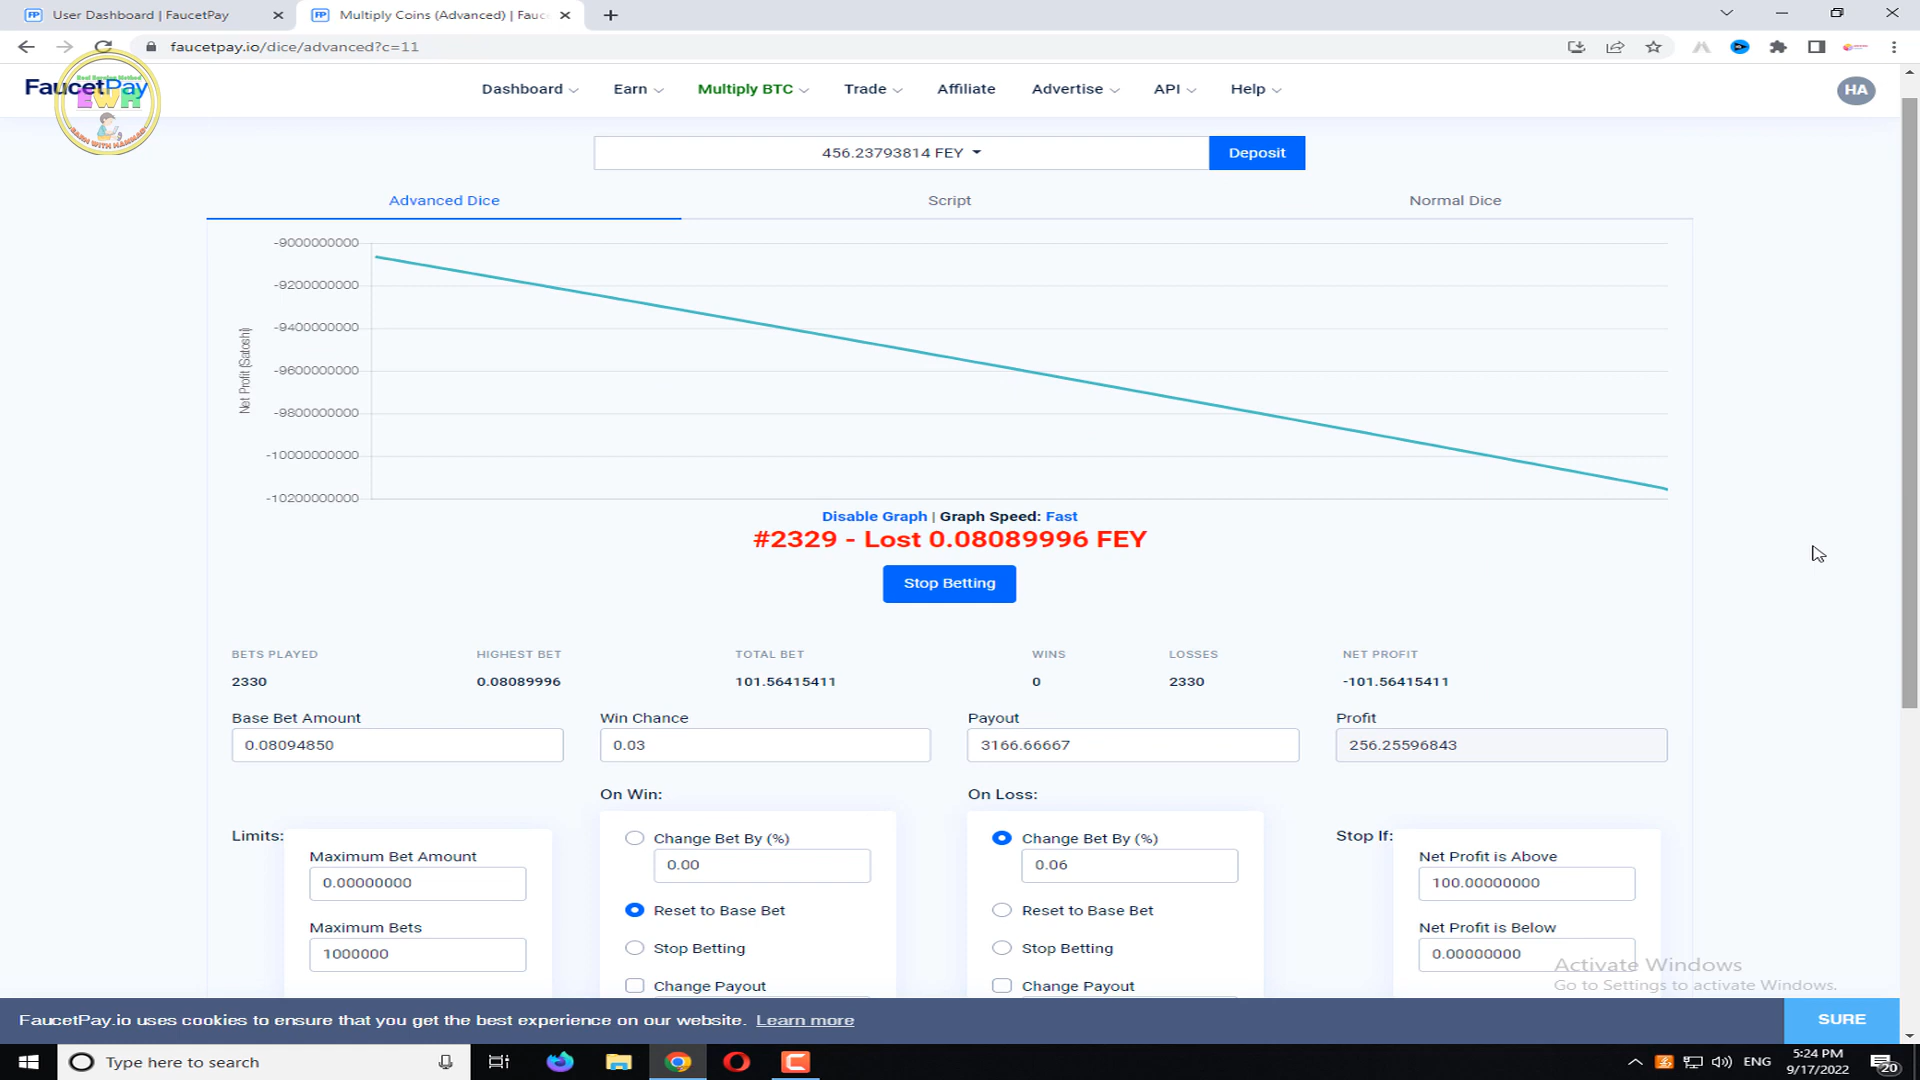 User Dashboard | FaucetPay
Multiply Coins (Advanced) | Fauc
faucetpay.io/dice/advanced?c=11
FaucetPay
Best Earning Method
EWH
EARN WITH HAMMAD
Dashboard Earn Multiply BTC Trade Affiliate Advertise API Help
HA
456.23793814 FEY
Deposit
Advanced Dice
Script
Normal Dice
-9000000000
-9200000000
-9400000000
-9600000000
-9800000000
-10000000000
-10200000000
Net Profit (Satoshi)
Disable Graph | Graph Speed: Fast
#2329 - Lost 0.08089996 FEY
Stop Betting
BETS PLAYED HIGHEST BET TOTAL BET WINS LOSSES NET PROFIT
2330 0.08089996 101.56415411 0 2330 -101.56415411
Base Bet Amount Win Chance Payout Profit
0.08094850 0.03 3166.66667 256.25596843
On Win: On Loss:
Limits: Stop If:
Change Bet By (%) Change Bet By (%)
Maximum Bet Amount Net Profit is Above
0.00 0.06
0.00000000 100.00000000
Reset to Base Bet Reset to Base Bet
Maximum Bets Net Profit is Below
Stop Betting Stop Betting
1000000 0.00000000
Change Payout Change Payout
Activate Windows
Go to Settings to activate Windows.
FaucetPay.io uses cookies to ensure that you get the best experience on our website. Learn more
SURE
Type here to search
ENG
5:24 PM
9/17/2022
20